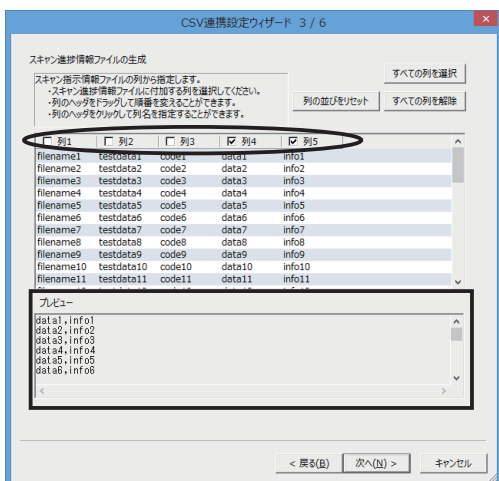 CSV連携設定ウィザード 3 / 6
スキャン進捗情報ファイルの生成
スキャン指示情報ファイルの列から指定します。
・スキャン進捗情報ファイルに付加する列を選択してください。
・列のヘッダをドラッグして順番を変えることができます。
・列のヘッダをクリックして列名を指定することができます。
すべての列を選択
列の並びをリセット すべての列を解除
列1 列2 列3 列4 列5
filename1 testdata1 code1 data1 info1
filename2 testdata2 code2 data2 info2
filename3 testdata3 code3 data3 info3
filename4 testdata4 code4 data4 info4
filename5 testdata5 code5 data5 info5
filename6 testdata6 code6 data6 info6
filename7 testdata7 code7 data7 info7
filename8 testdata8 code8 data8 info8
filename9 testdata9 code9 data9 info9
filename10 testdata10 code10 data10 info10
filename11 testdata11 code11 data11 info11
プレビュー
data1,info1
data2,info2
data3,info3
data4,info4
data5,info5
data6,info6
< 戻る(B) 次へ(N) > キャンセル